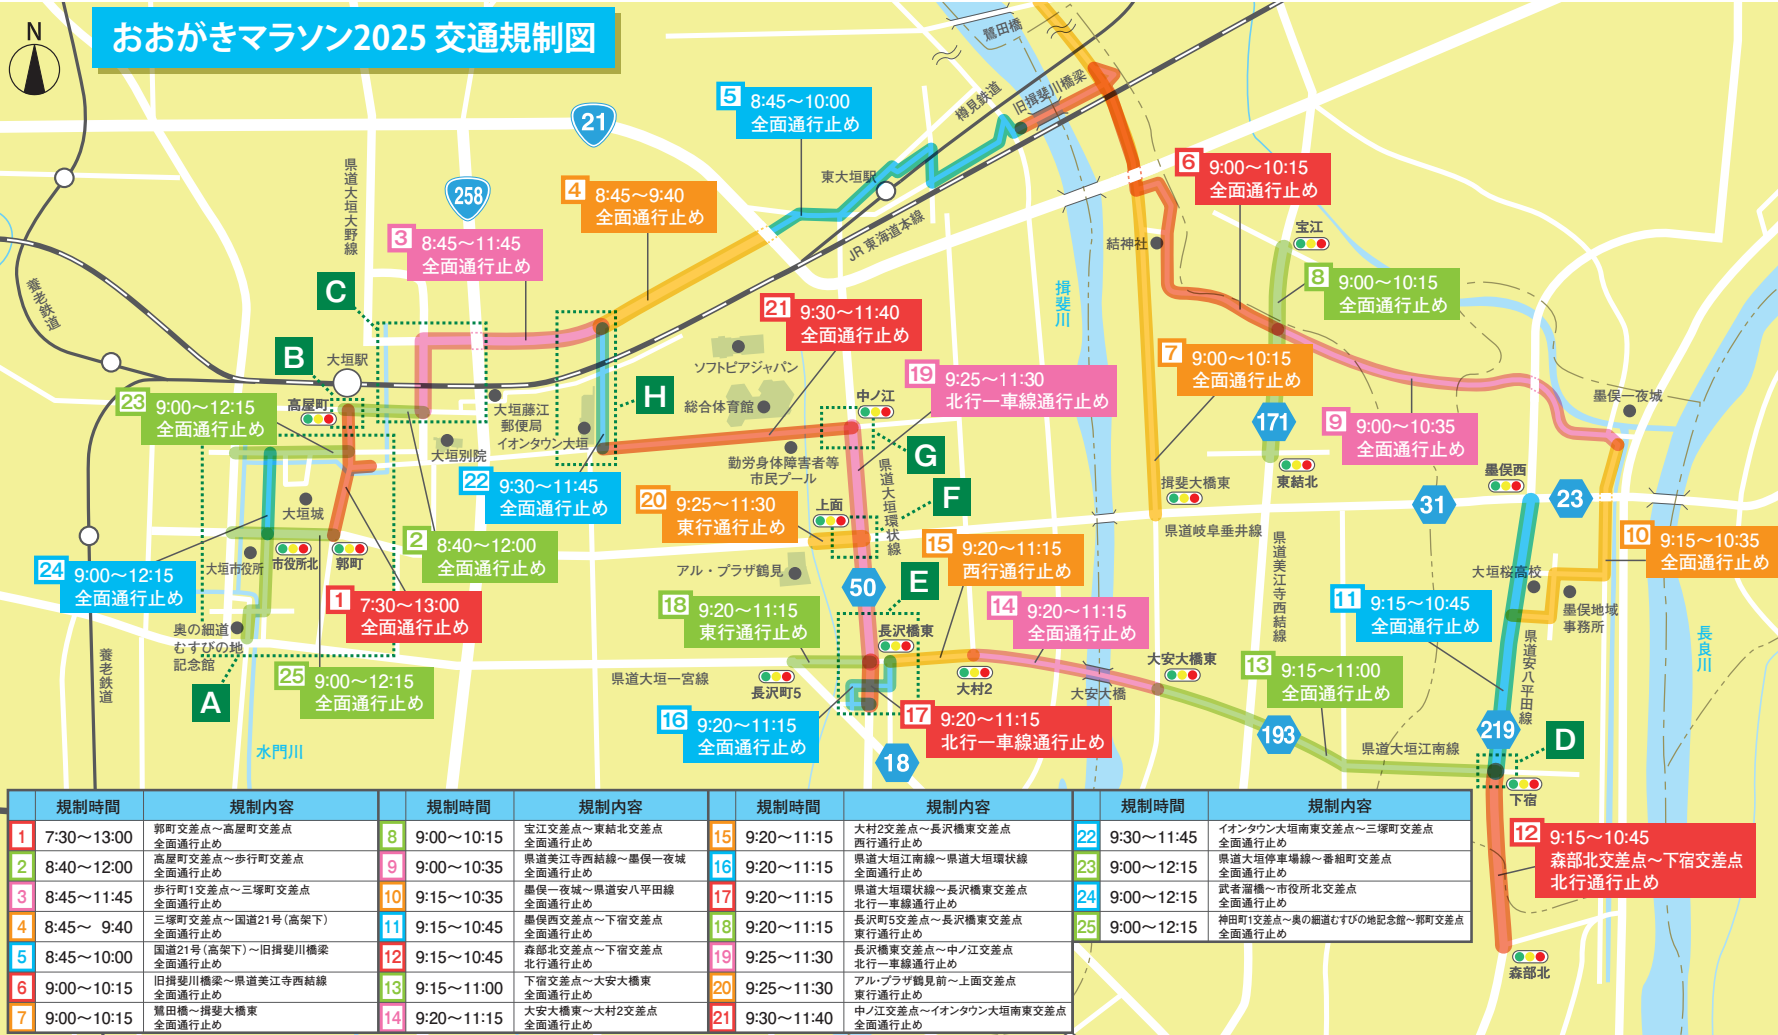 おおがきマラソン2025 交通規制図
N
鷺田橋
樽見鉄道
旧揖斐川橋梁
5 8:45〜10:00
全面通行止め
21
県道大垣大野線
258
東大垣駅
4 8:45〜9:40
全面通行止め
6 9:00〜10:15
全面通行止め
3 8:45〜11:45
全面通行止め
JR 東海道本線
結神社
宝江
8 9:00〜10:15
全面通行止め
養老鉄道
C
揖斐川
21 9:30〜11:40
全面通行止め
B
大垣駅
ソフトピアジャパン
7 9:00〜10:15
全面通行止め
19 9:25〜11:30
北行一車線通行止め
H
23 9:00〜12:15
全面通行止め
高屋町
大垣藤江
郵便局
イオンタウン大垣
総合体育館
中ノ江
墨俣一夜城
171
9 9:00〜10:35
全面通行止め
大垣別院
勤労身体障害者等
市民プール
G
県道大垣環状線
22 9:30〜11:45
全面通行止め
揖斐大橋東
東結北
墨俣西
20 9:25〜11:30
東行通行止め
上面
F
31
23
大垣城
県道岐阜垂井線
県道美江寺西結線
2 8:40〜12:00
全面通行止め
15 9:20〜11:15
西行通行止め
10 9:15〜10:35
全面通行止め
大垣市役所
市役所北
郭町
24 9:00〜12:15
全面通行止め
アル・プラザ鶴見
50
E
大垣桜高校
1 7:30〜13:00
全面通行止め
18 9:20〜11:15
東行通行止め
14 9:20〜11:15
全面通行止め
11 9:15〜10:45
全面通行止め
墨俣地域
事務所
奥の細道
むすびの地
記念館
長沢橋東
県道安八平田線
長良川
養老鉄道
25 9:00〜12:15
全面通行止め
県道大垣一宮線
長沢町5
大村2
大安大橋
大安大橋東
13 9:15〜11:00
全面通行止め
A
16 9:20〜11:15
全面通行止め
17 9:20〜11:15
北行一車線通行止め
193
県道大垣江南線
219
D
水門川
18
下宿
12 9:15〜10:45
森部北交差点〜下宿交差点
北行通行止め
森部北
規制時間 規制内容 規制時間 規制内容 規制時間 規制内容 規制時間 規制内容
1 7:30〜13:00 郭町交差点〜高屋町交差点
全面通行止め
2 8:40〜12:00 高屋町交差点〜歩行町交差点
全面通行止め
3 8:45〜11:45 歩行町1交差点〜三塚町交差点
全面通行止め
4 8:45〜 9:40 三塚町交差点〜国道21号(高架下)
全面通行止め
5 8:45〜10:00 国道21号(高架下)〜旧揖斐川橋梁
全面通行止め
6 9:00〜10:15 旧揖斐川橋梁〜県道美江寺西結線
全面通行止め
7 9:00〜10:15 鷺田橋〜揖斐大橋東
全面通行止め
8 9:00〜10:15 宝江交差点〜東結北交差点
全面通行止め
9 9:00〜10:35 県道美江寺西結線〜墨俣一夜城
全面通行止め
10 9:15〜10:35 墨俣一夜城〜県道安八平田線
全面通行止め
11 9:15〜10:45 墨俣西交差点〜下宿交差点
全面通行止め
12 9:15〜10:45 森部北交差点〜下宿交差点
北行通行止め
13 9:15〜11:00 下宿交差点〜大安大橋東
全面通行止め
14 9:20〜11:15 大安大橋東〜大村2交差点
全面通行止め
15 9:20〜11:15 大村2交差点〜長沢橋東交差点
西行通行止め
16 9:20〜11:15 県道大垣江南線〜県道大垣環状線
全面通行止め
17 9:20〜11:15 県道大垣環状線〜長沢橋東交差点
北行一車線通行止め
18 9:20〜11:15 長沢町5交差点〜長沢橋東交差点
東行通行止め
19 9:25〜11:30 長沢橋東交差点〜中ノ江交差点
北行一車線通行止め
20 9:25〜11:30 アル・プラザ鶴見前〜上面交差点
東行通行止め
21 9:30〜11:40 中ノ江交差点〜イオンタウン大垣南東交差点
全面通行止め
22 9:30〜11:45 イオンタウン大垣南東交差点〜三塚町交差点
全面通行止め
23 9:00〜12:15 県道大垣停車場線〜番組町交差点
全面通行止め
24 9:00〜12:15 武者溜橋〜市役所北交差点
全面通行止め
25 9:00〜12:15 神田町1交差点〜奥の細道むすびの地記念館〜郭町交差点
全面通行止め